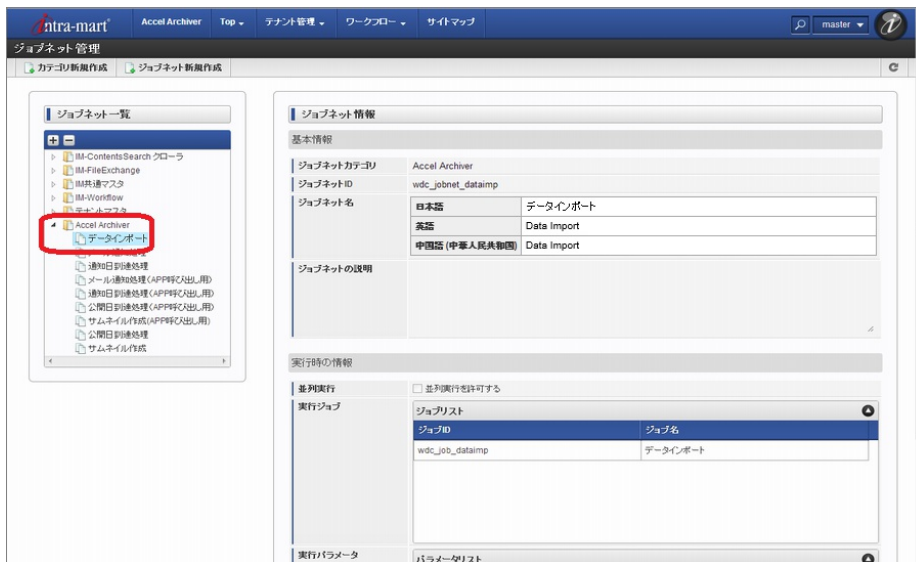 intra-mart Accel Archiver Top テナント管理 ワークフロー サイトマップ master
ジョブネット管理
カテゴリ新規作成 ジョブネット新規作成
ジョブネット一覧
IM-ContentsSearch クローラ
IM-FileExchange
IM共通マスタ
IM-Workflow
テナントマスタ
Accel Archiver
データインポート
通知日到達処理
メール通知処理(APP呼び出し用)
通知日到達処理(APP呼び出し用)
公開日到達処理(APP呼び出し用)
サムネイル作成(APP呼び出し用)
公開日到達処理
サムネイル作成
ジョブネット情報
基本情報
ジョブネットカテゴリ Accel Archiver
ジョブネットID wdc_jobnet_dataimp
ジョブネット名
日本語 データインポート
英語 Data Import
中国語 (中華人民共和国) Data Import
ジョブネットの説明
実行時の情報
並列実行 並列実行を許可する
実行ジョブ
ジョブリスト
ジョブID ジョブ名
wdc_job_dataimp データインポート
実行パラメータ パラメータリスト